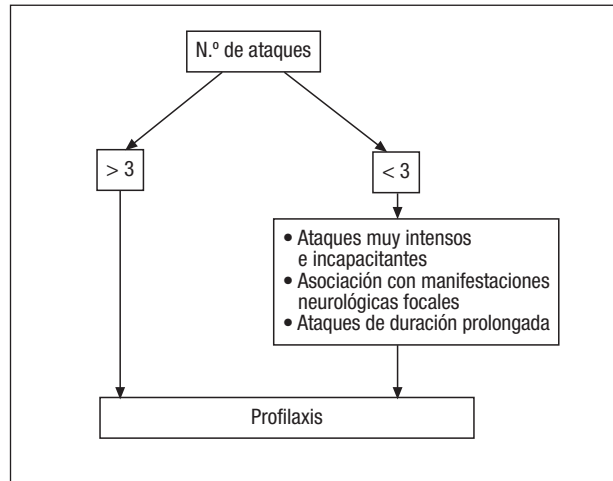 N.º de ataques
> 3
< 3
• Ataques muy intensos
e incapacitantes
• Asociación con manifestaciones
neurológicas focales
• Ataques de duración prolongada
Profilaxis